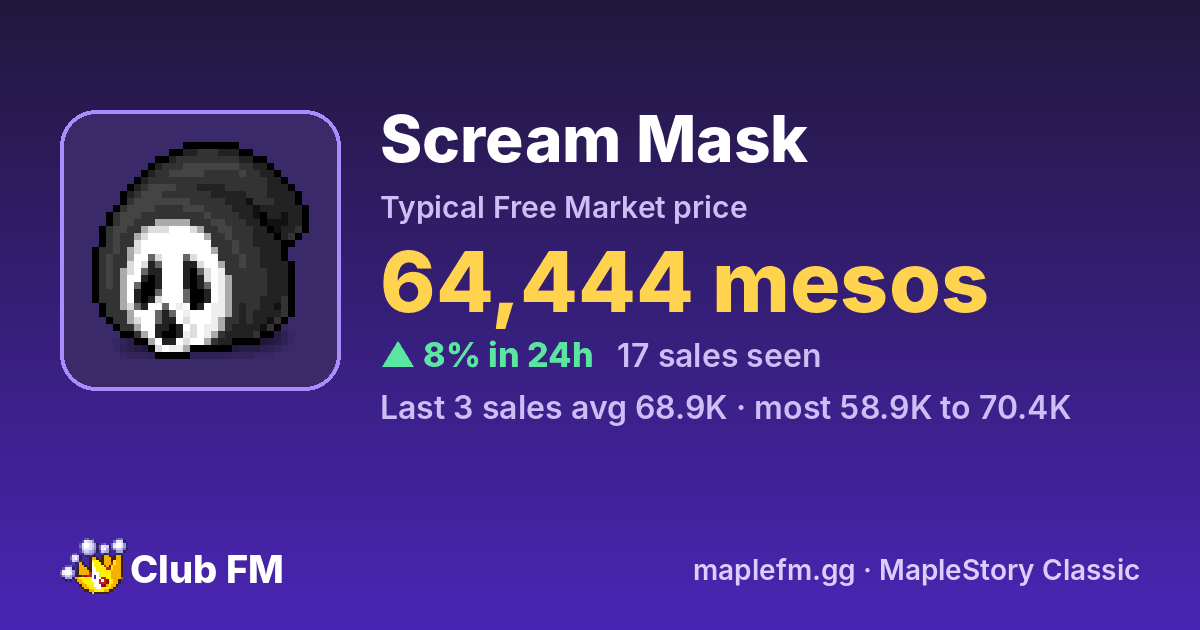 Scream Mask
Typical Free Market price
64,444 mesos
▲ 8% in 24h 17 sales seen
Last 3 sales avg 68.9K · most 58.9K to 70.4K
Club FM
maplefm.gg · MapleStory Classic